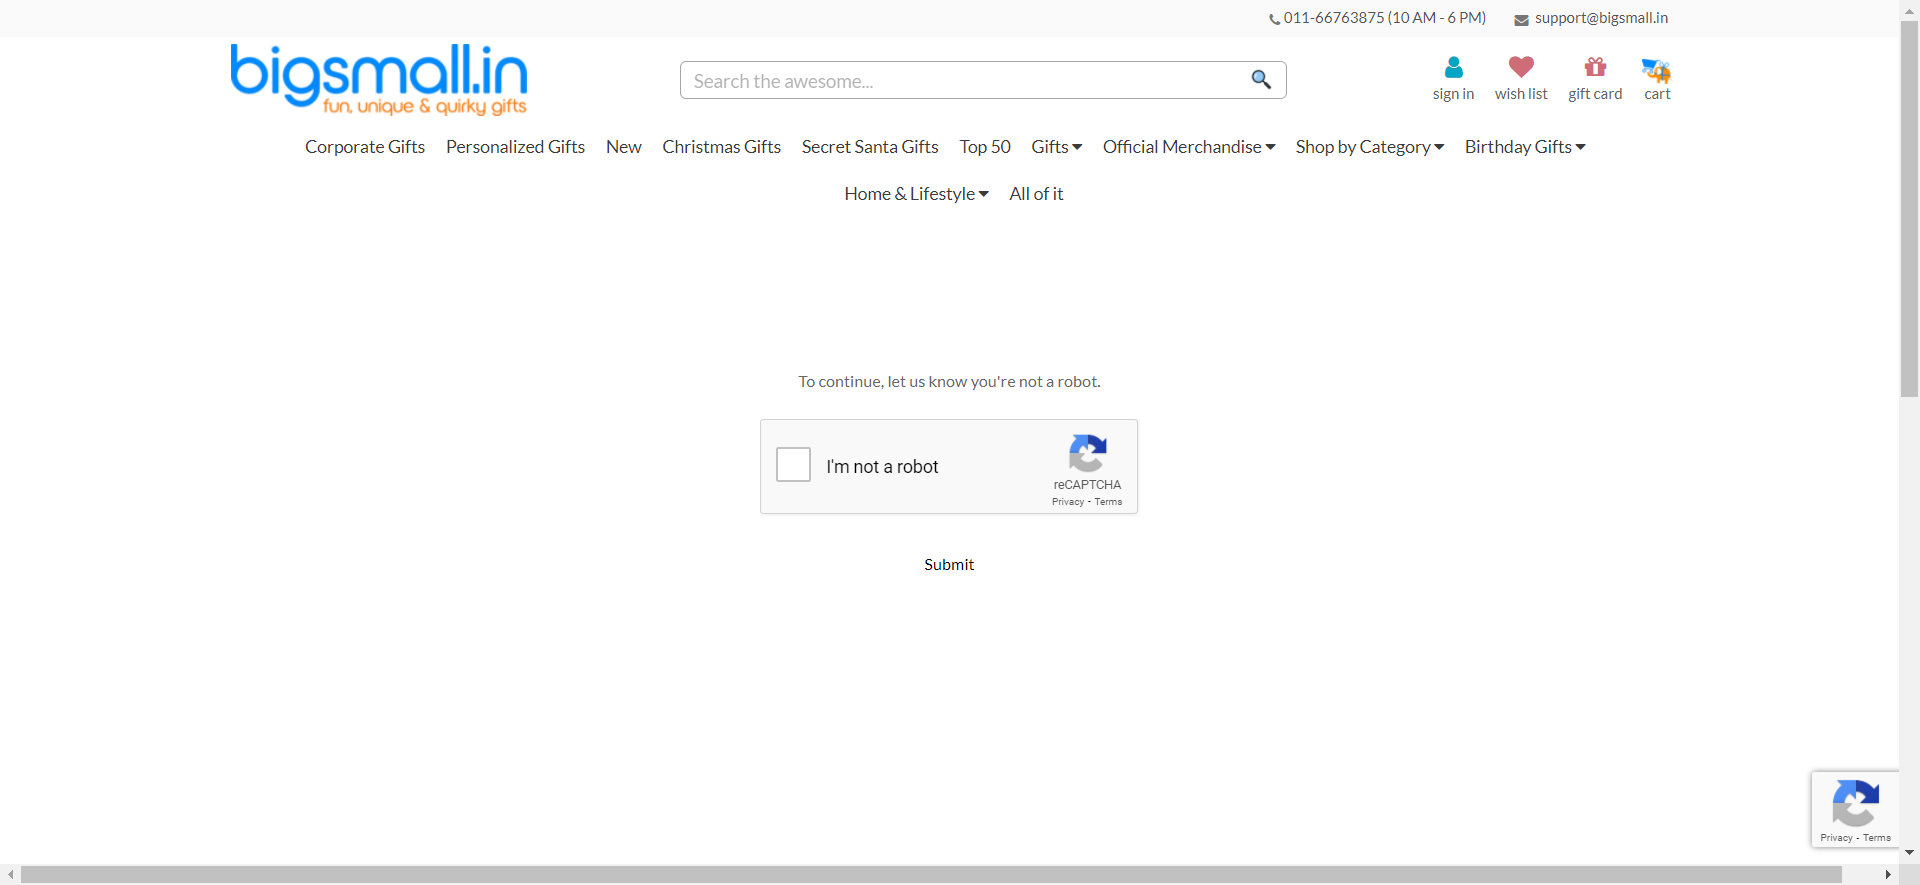 011-66763875 (10 AM - 6 PM) support@bigsmall.in
bigsmall.in
fun, unique & quirky gifts
Search the awesome...
sign in wish list gift card cart
Corporate Gifts Personalized Gifts New Christmas Gifts Secret Santa Gifts Top 50 Gifts Official Merchandise Shop by Category Birthday Gifts
Home & Lifestyle All of it
To continue, let us know you're not a robot.
I'm not a robot
reCAPTCHA
Privacy - Terms
Submit
Privacy - Terms